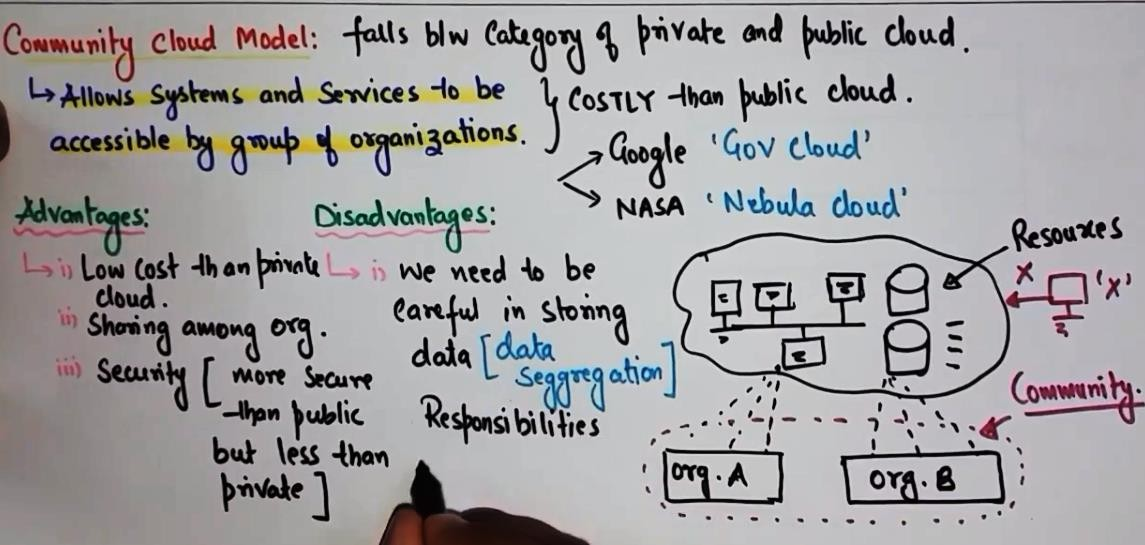 Community Cloud Model: falls b/w Category of private and public cloud.
↳ Allows Systems and Services to be accessible by group of organizations.
} COSTLY than public cloud.
→ Google 'Gov Cloud'
→ NASA 'Nebula cloud'
Advantages:
↳ i) Low Cost than private
cloud.
ii) Sharing among org.
iii) Security [ more secure
than public
but less than
private ]
Disadvantages:
↳ i) We need to be
Careful in storing
data [data
seggregation]
Responsibilities
Resources
X 'X'
Community.
org. A
org. B